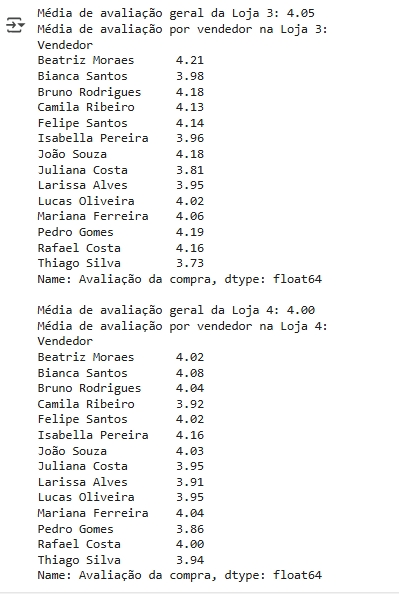 Média de avaliação geral da Loja 3: 4.05
Média de avaliação por vendedor na Loja 3:
Vendedor
Beatriz Moraes 4.21
Bianca Santos 3.98
Bruno Rodrigues 4.18
Camila Ribeiro 4.13
Felipe Santos 4.14
Isabella Pereira 3.96
João Souza 4.18
Juliana Costa 3.81
Larissa Alves 3.95
Lucas Oliveira 4.02
Mariana Ferreira 4.06
Pedro Gomes 4.19
Rafael Costa 4.16
Thiago Silva 3.73
Name: Avaliação da compra, dtype: float64

Média de avaliação geral da Loja 4: 4.00
Média de avaliação por vendedor na Loja 4:
Vendedor
Beatriz Moraes 4.02
Bianca Santos 4.08
Bruno Rodrigues 4.04
Camila Ribeiro 3.92
Felipe Santos 4.02
Isabella Pereira 4.16
João Souza 4.03
Juliana Costa 3.95
Larissa Alves 3.91
Lucas Oliveira 3.95
Mariana Ferreira 4.04
Pedro Gomes 3.86
Rafael Costa 4.00
Thiago Silva 3.94
Name: Avaliação da compra, dtype: float64